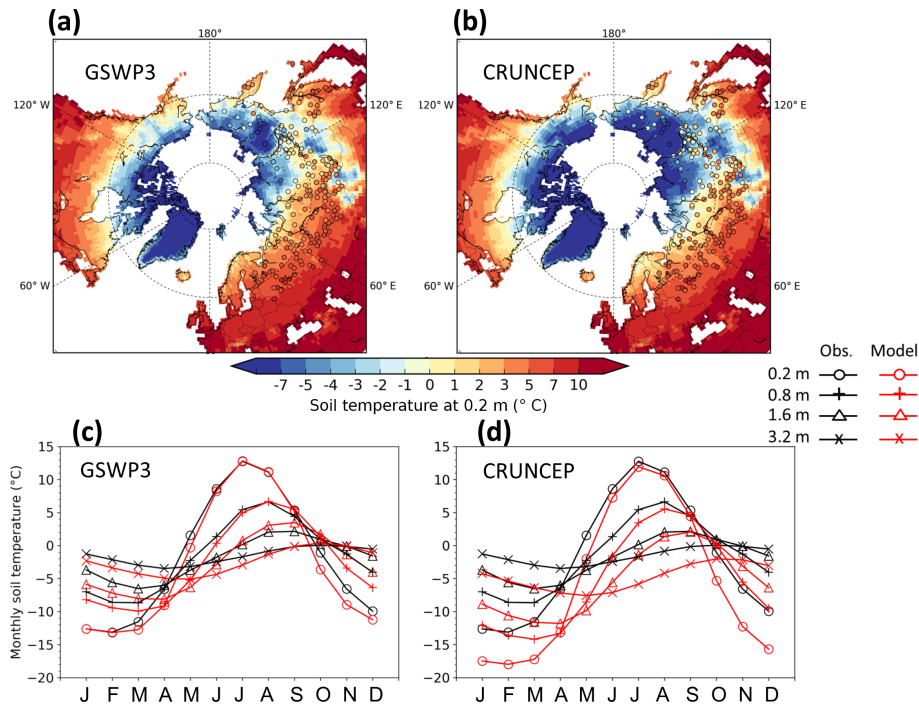 (a)
(b)
180°
180°
GSWP3
CRUNCEP
120° W
120° E
120° W
120° E
60° W
60° E
60° W
60° E
-7 -5 -4 -3 -2 -1 0 1 2 3 5 7 10
Soil temperature at 0.2 m (° C)
Obs. Model
0.2 m
0.8 m
1.6 m
3.2 m
(c)
(d)
GSWP3
CRUNCEP
Monthly soil temperature (°C)
15
10
5
0
−5
−10
−15
−20
J F M A M J J A S O N D
15
10
5
0
−5
−10
−15
−20
J F M A M J J A S O N D